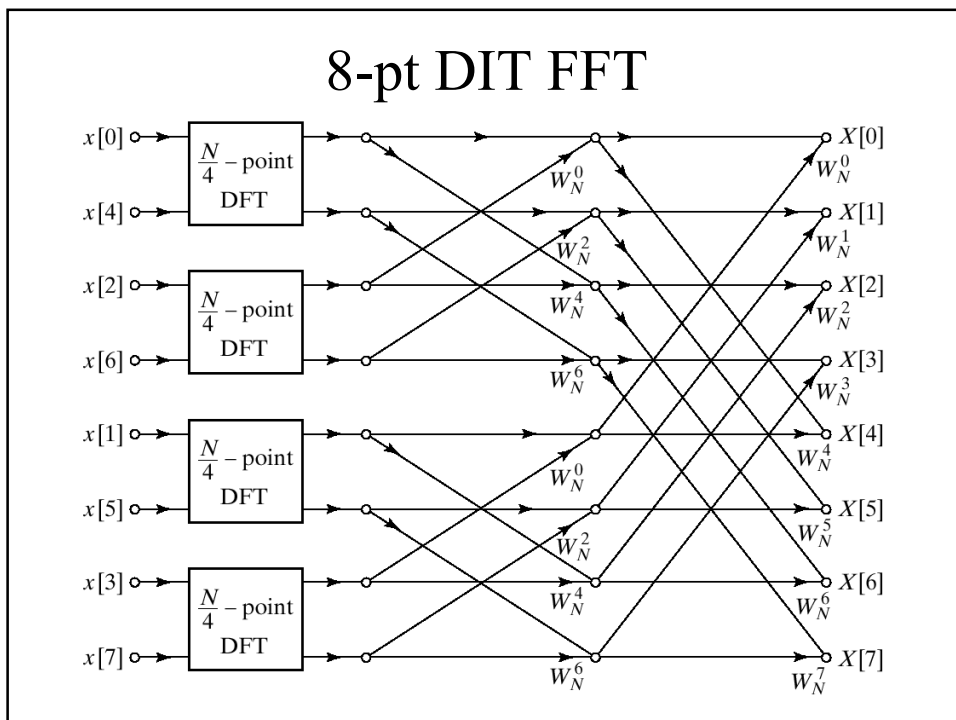 8-pt DIT FFT
x[0] N/4 – point DFT X[0]
W_N^0 W_N^0
x[4] X[1]
W_N^2 W_N^1
x[2] N/4 – point DFT W_N^4 X[2]
W_N^2
x[6] W_N^6 X[3]
W_N^3
x[1] N/4 – point DFT X[4]
W_N^0 W_N^4
x[5] X[5]
W_N^2 W_N^5
x[3] N/4 – point DFT W_N^4 X[6]
W_N^6
x[7] W_N^6 X[7]
W_N^7